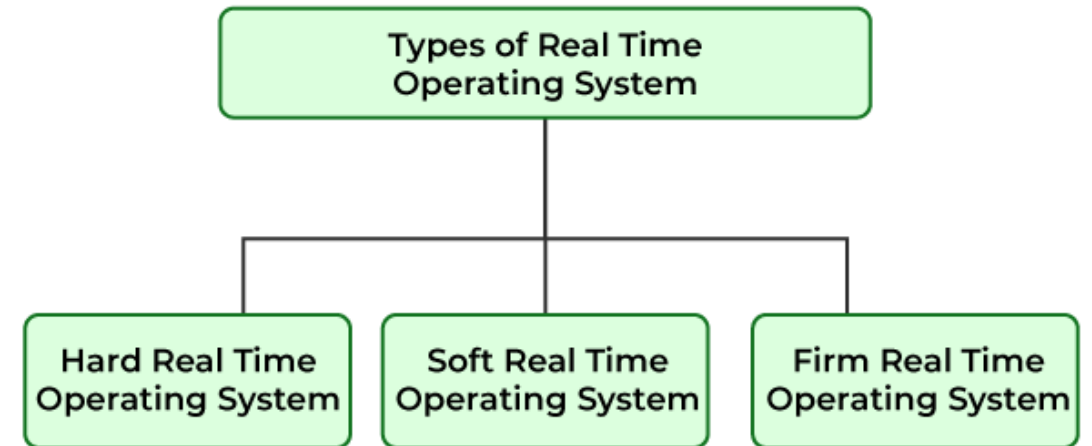 Types of Real Time
Operating System
Hard Real Time
Operating System
Soft Real Time
Operating System
Firm Real Time
Operating System